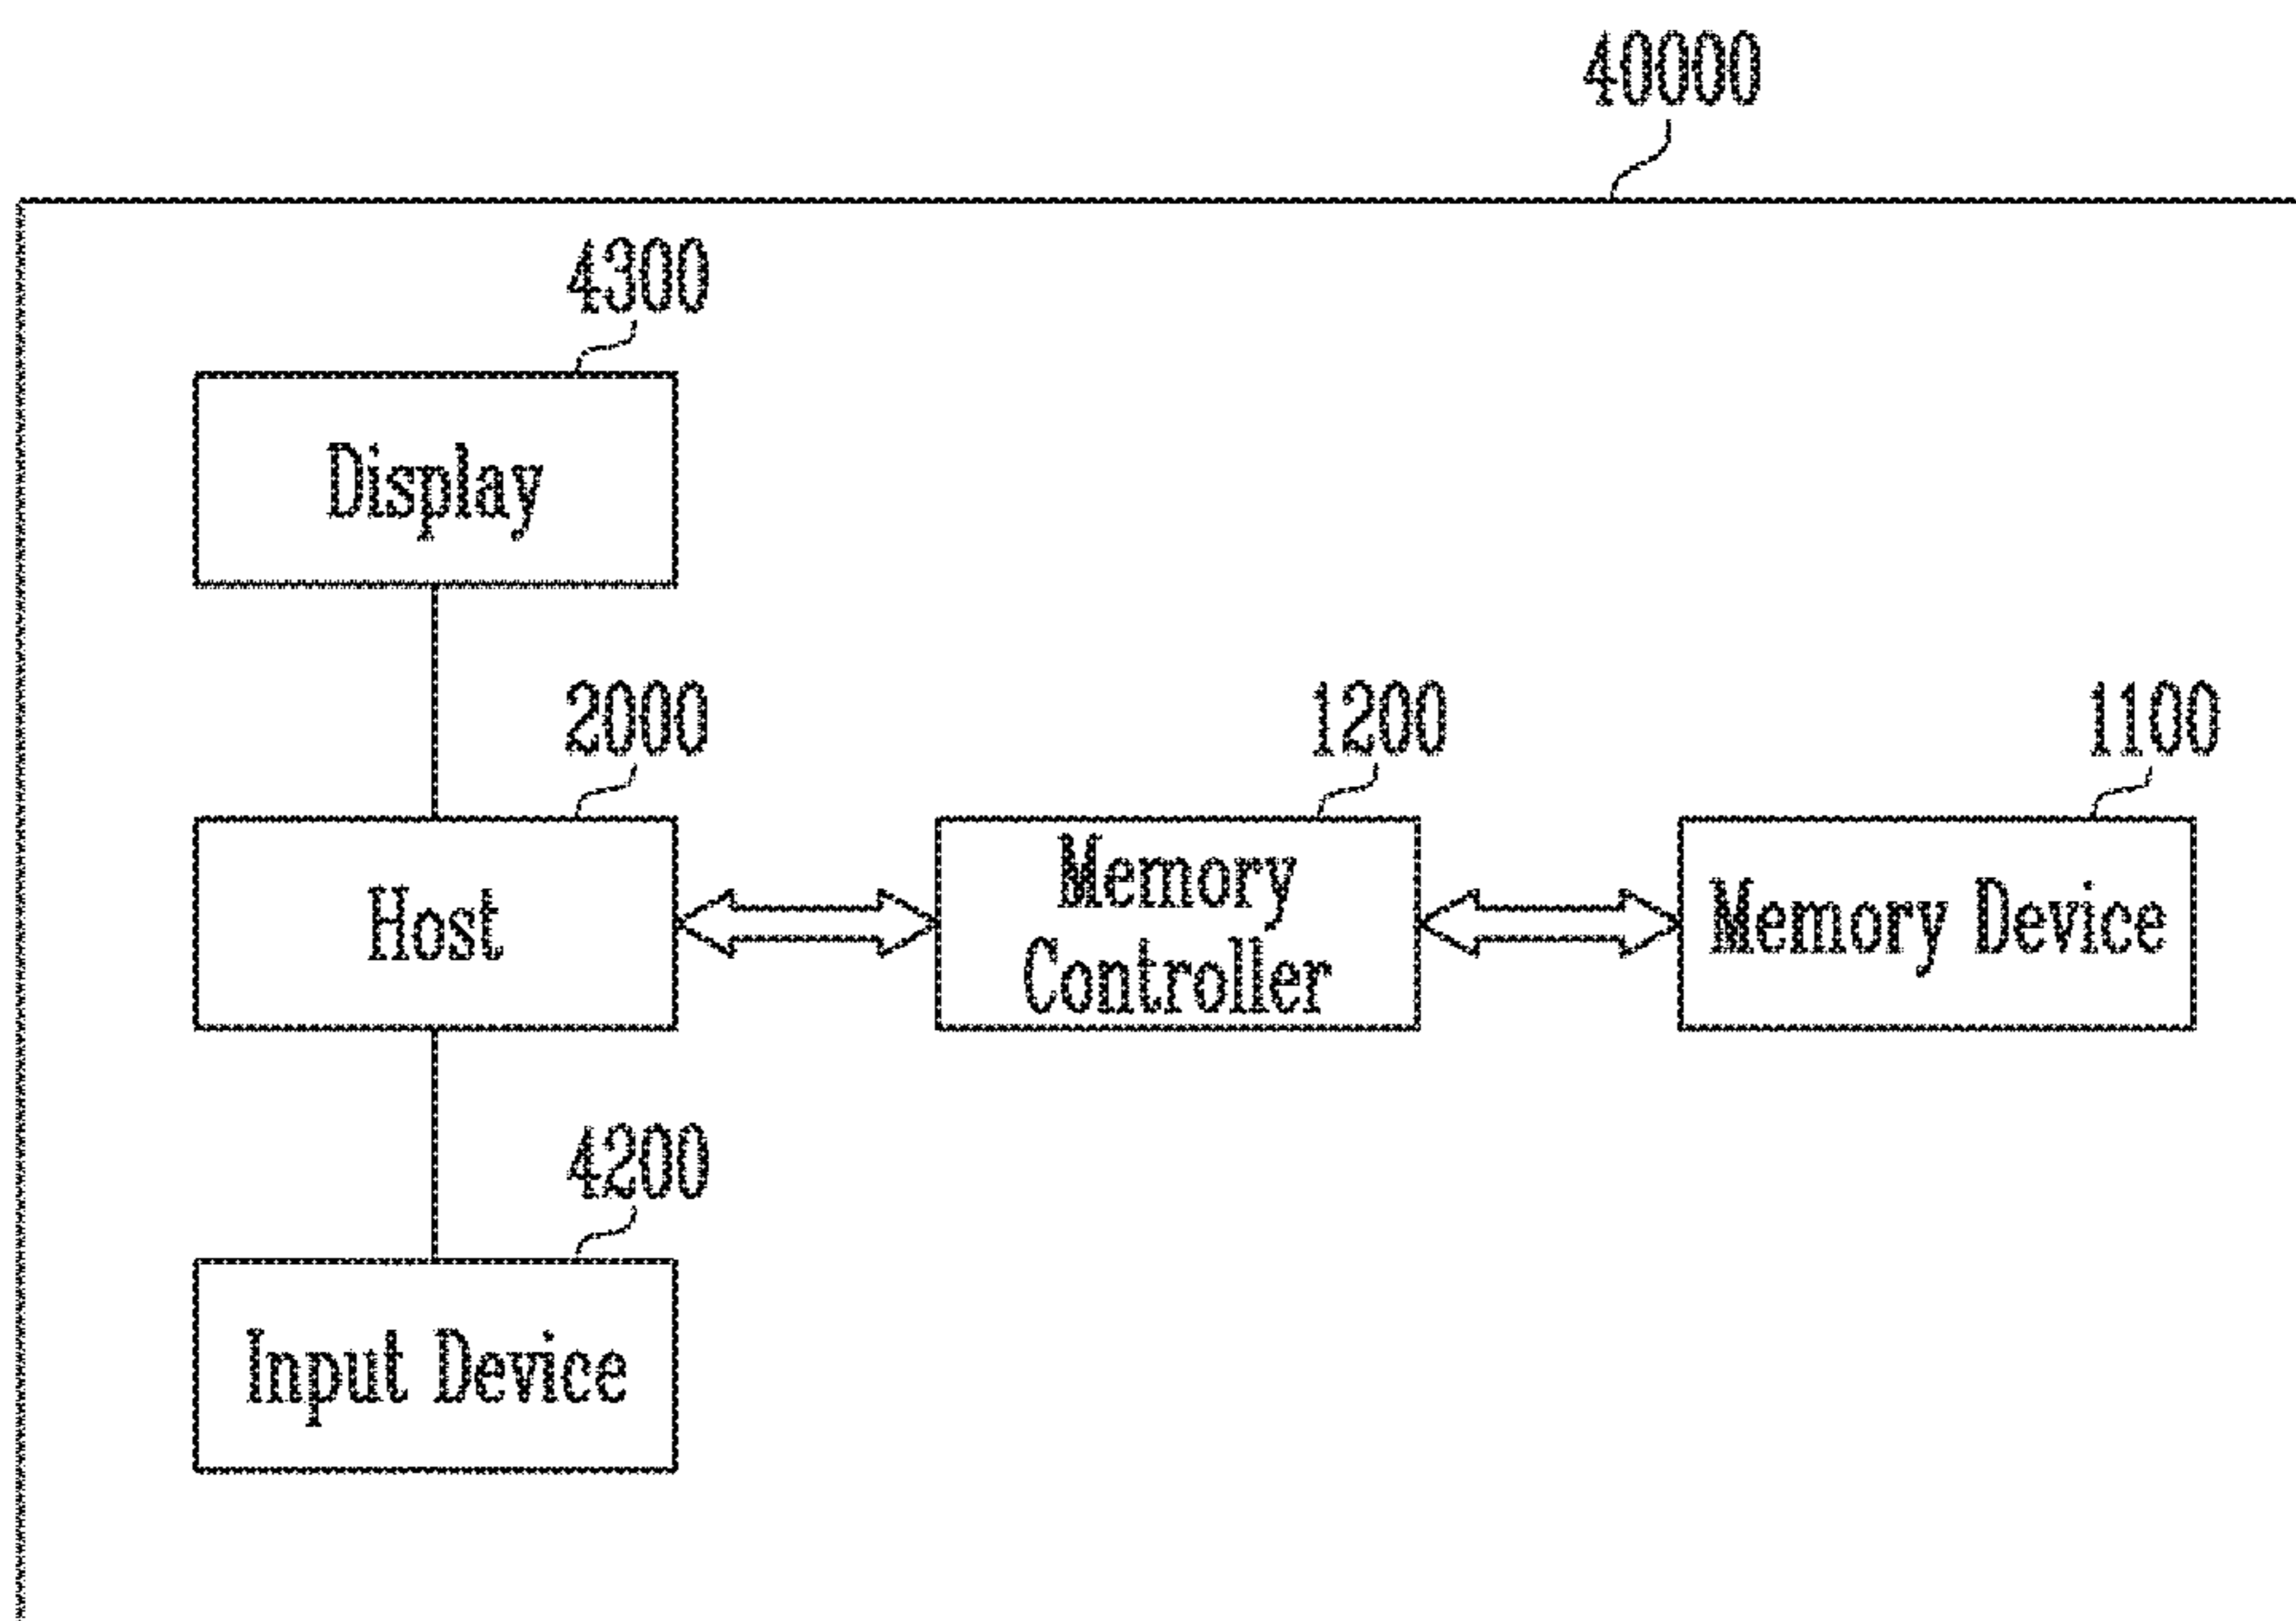 40000
4300
Display
2000
1200
1100
Host
Memory
Controller
Memory Device
4200
Input Device